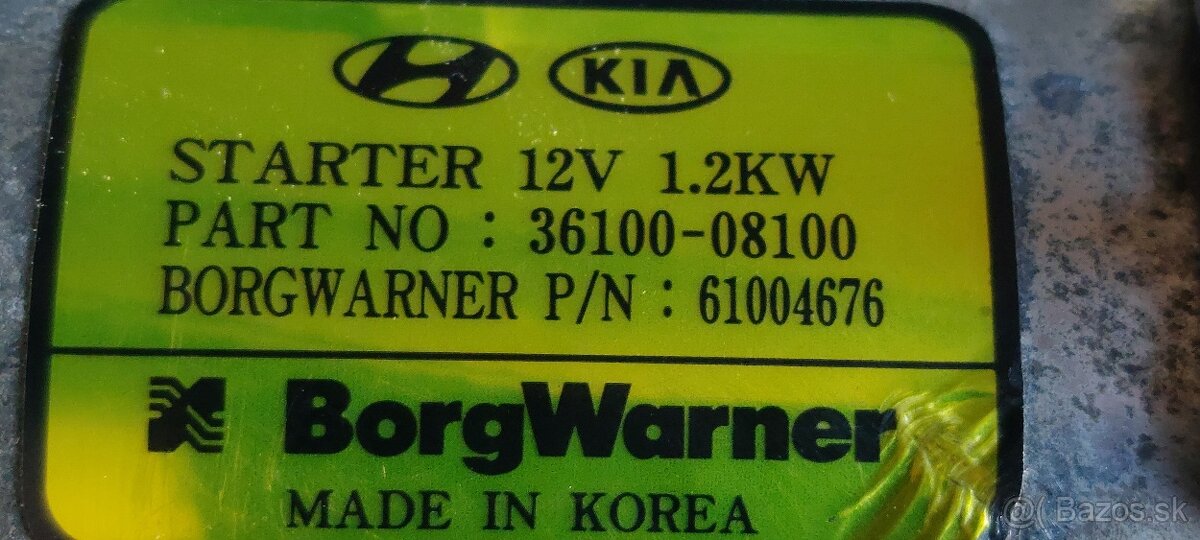 KIA
STARTER 12V 1.2KW
PART NO : 36100-08100
BORGWARNER P/N : 61004676
BorgWarner
MADE IN KOREA
@( Bazos.sk